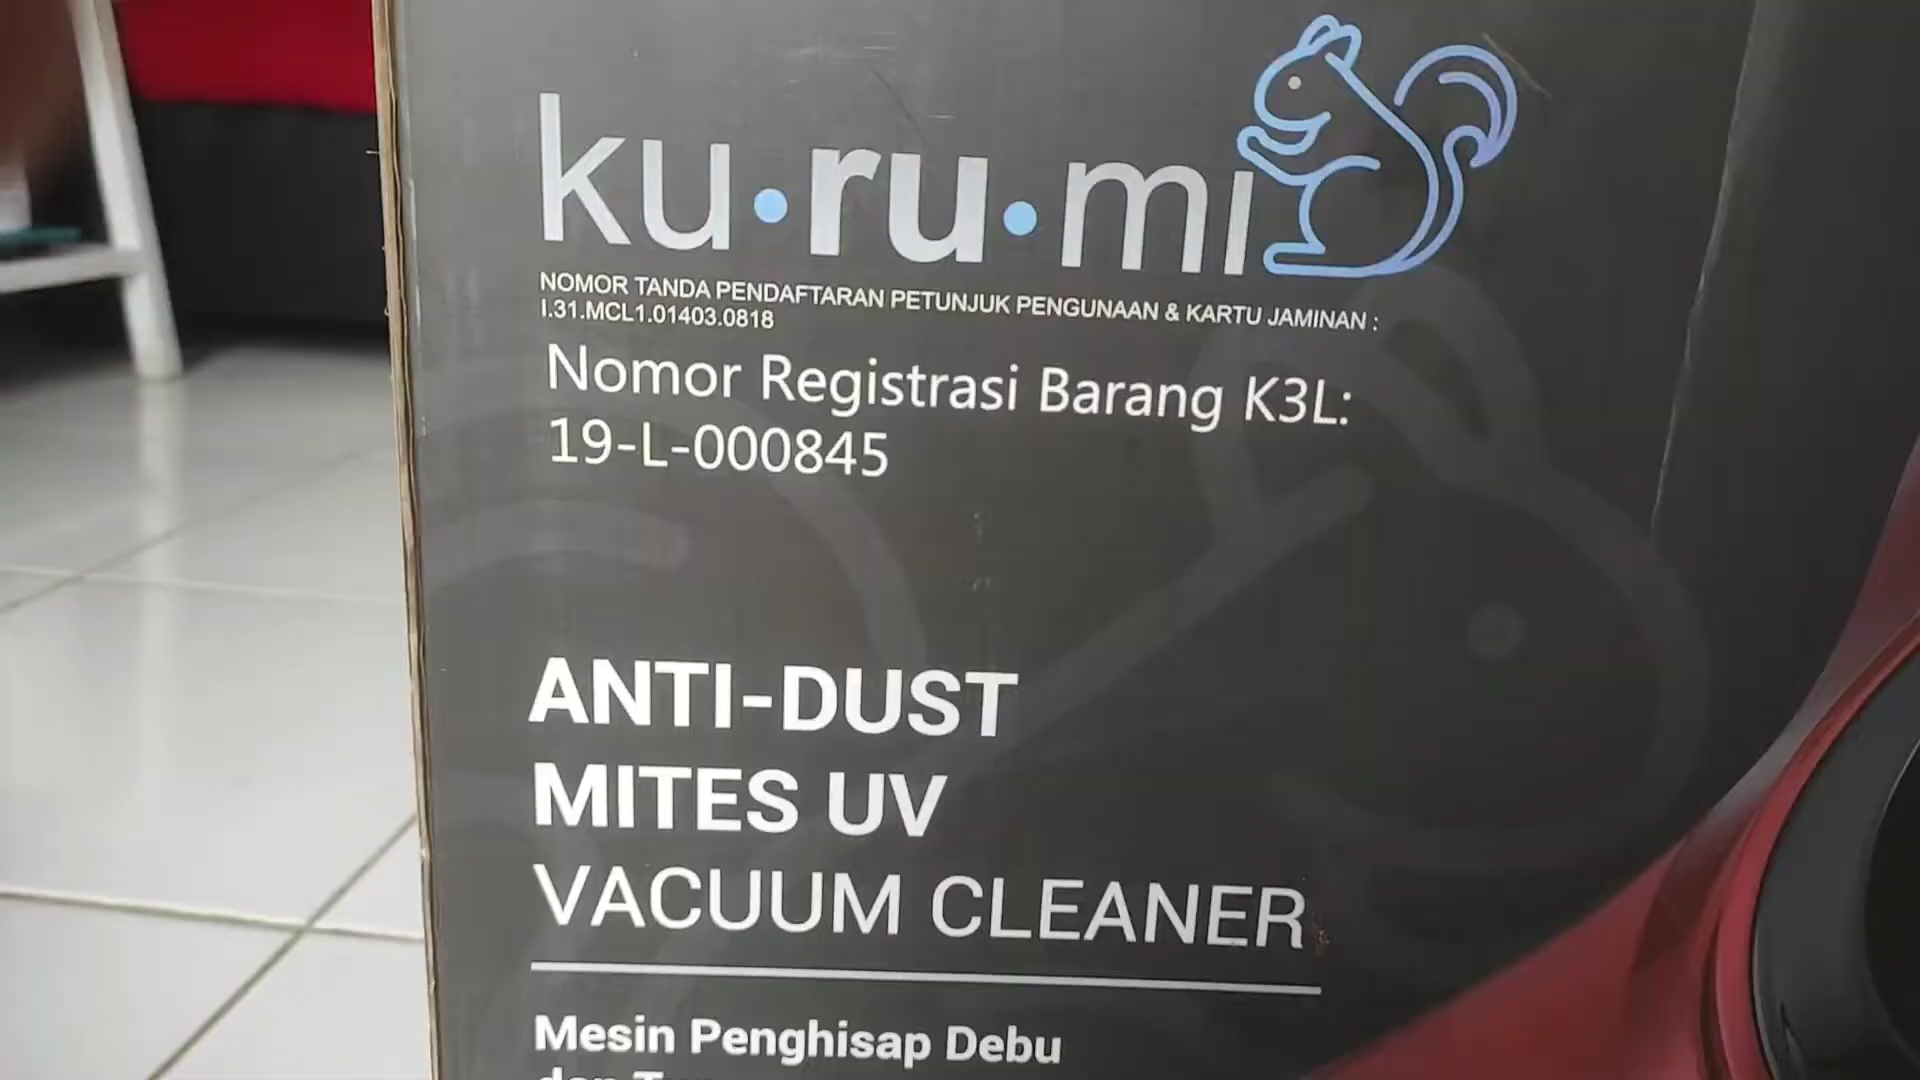 ku·ru·mi
NOMOR TANDA PENDAFTARAN PETUNJUK PENGUNAAN & KARTU JAMINAN :
I.31.MCL1.01403.0818
Nomor Registrasi Barang K3L:
19-L-000845
ANTI-DUST
MITES UV
VACUUM CLEANER
Mesin Penghisap Debu
dan